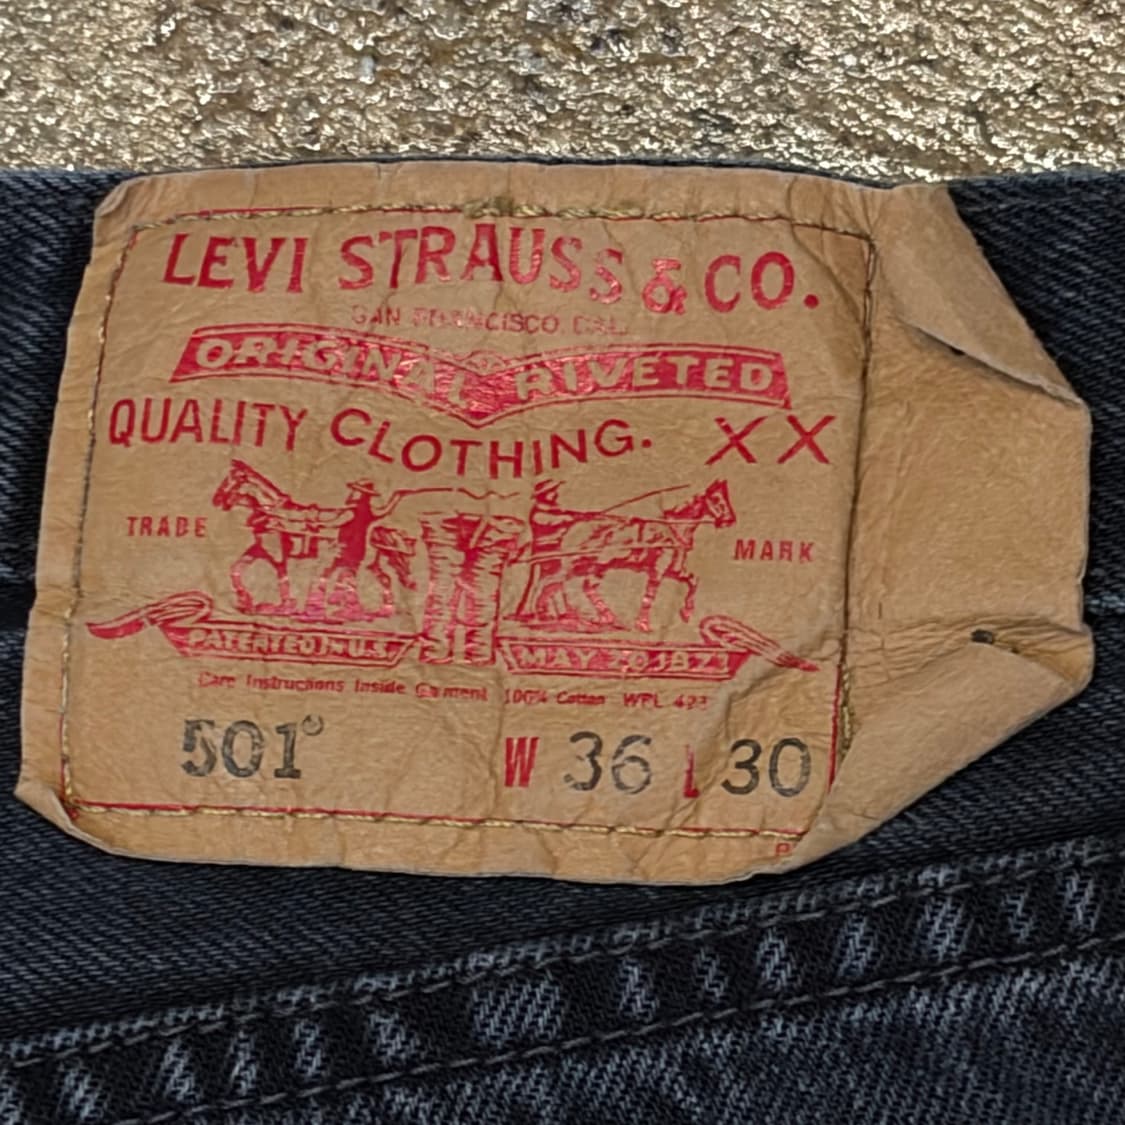 LEVI STRAUSS & CO.
SAN FRANCISCO CAL.
ORIGINAL RIVETED
QUALITY CLOTHING. XX
TRADE MARK
PATENTED IN U.S. MAY 20 1873
Care Instructions Inside Garment 100% Cotton WPL 423
501®
W 36 L 30